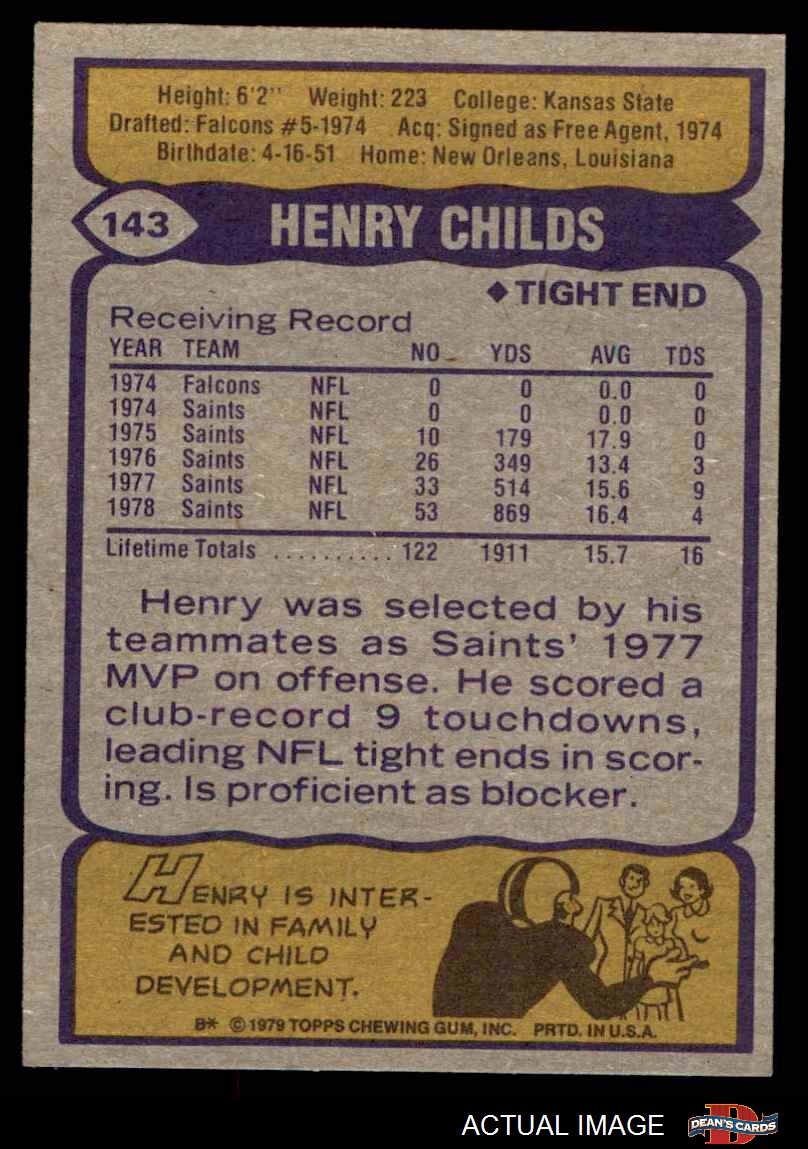 Height: 6'2" Weight: 223 College: Kansas State
Drafted: Falcons #5-1974 Acq: Signed as Free Agent, 1974
Birthdate: 4-16-51 Home: New Orleans, Louisiana
143 HENRY CHILDS
◆ TIGHT END
Receiving Record
YEAR TEAM NO YDS AVG TDS
1974 Falcons NFL 0 0 0.0 0
1974 Saints NFL 0 0 0.0 0
1975 Saints NFL 10 179 17.9 0
1976 Saints NFL 26 349 13.4 3
1977 Saints NFL 33 514 15.6 9
1978 Saints NFL 53 869 16.4 4
Lifetime Totals .......... 122 1911 15.7 16
Henry was selected by his
teammates as Saints' 1977
MVP on offense. He scored a
club-record 9 touchdowns,
leading NFL tight ends in scor-
ing. Is proficient as blocker.
HENRY IS INTER-
ESTED IN FAMILY
AND CHILD
DEVELOPMENT.
B* © 1979 TOPPS CHEWING GUM, INC. PRTD. IN U.S.A.
ACTUAL IMAGE
D
DEAN'S CARDS